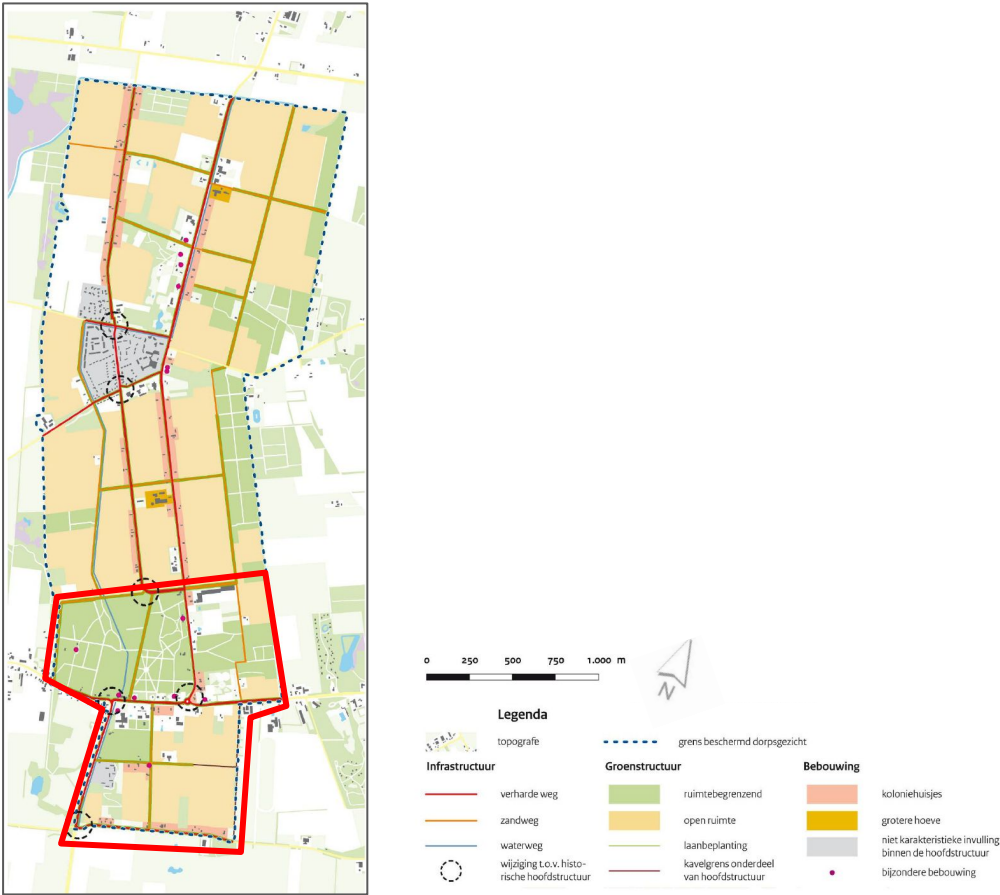 0 250 500 750 1.000 m
N
Legenda
topografe
grens beschermd dorpsgezicht
Infrastructuur
Groenstructuur
Bebouwing
verharde weg
ruimtebegrenzend
koloniehuisjes
zandweg
open ruimte
grotere hoeve
waterweg
laanbeplanting
niet karakteristieke invulling
binnen de hoofdstructuur
wijziging t.o.v. histo-
rische hoofdstructuur
kavelgrens onderdeel
van hoofdstructuur
bijzondere bebouwing